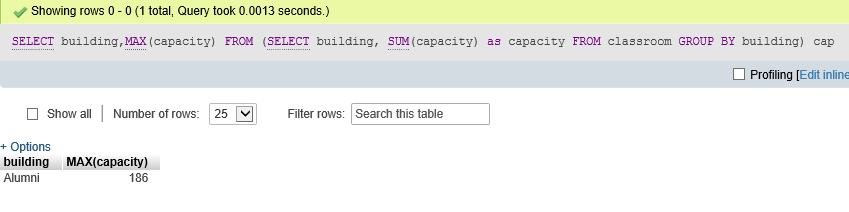 Showing rows 0 - 0 (1 total, Query took 0.0013 seconds.)
SELECT building,MAX(capacity) FROM (SELECT building, SUM(capacity) as capacity FROM classroom GROUP BY building) cap
Profiling [Edit inline
Show all | Number of rows: 25 Filter rows: Search this table
+ Options
building MAX(capacity)
Alumni 186